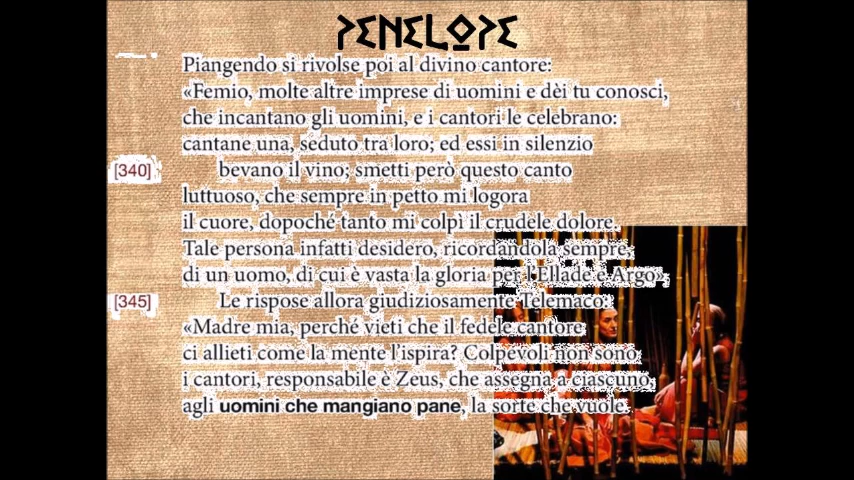 PENELOPE
Piangendo si rivolse poi al divino cantore:
«Femio, molte altre imprese di uomini e dèi tu conosci,
che incantano gli uomini, e i cantori le celebrano:
cantane una, seduto tra loro; ed essi in silenzio
[340] bevano il vino; smetti però questo canto
luttuoso, che sempre in petto mi logora
il cuore, dopoché tanto mi colpì il crudele dolore.
Tale persona infatti desidero, ricordandola sempre,
di un uomo, di cui è vasta la gloria per l'Ellade e Argo».
[345] Le rispose allora giudiziosamente Telemaco:
«Madre mia, perché vieti che il fedele cantore
ci allieti come la mente l'ispira? Colpevoli non sono
i cantori, responsabile è Zeus, che assegna a ciascuno,
agli uomini che mangiano pane, la sorte che vuole.